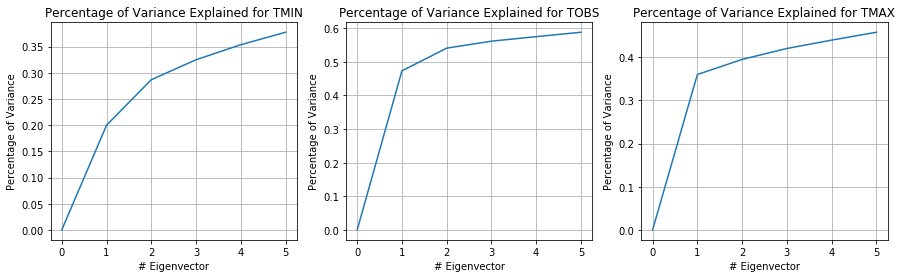 Percentage of Variance Explained for TMIN
Percentage of Variance
0.35
0.30
0.25
0.20
0.15
0.10
0.05
0.00
0 1 2 3 4 5
# Eigenvector
Percentage of Variance Explained for TOBS
Percentage of Variance
0.6
0.5
0.4
0.3
0.2
0.1
0.0
0 1 2 3 4 5
# Eigenvector
Percentage of Variance Explained for TMAX
Percentage of Variance
0.4
0.3
0.2
0.1
0.0
0 1 2 3 4 5
# Eigenvector